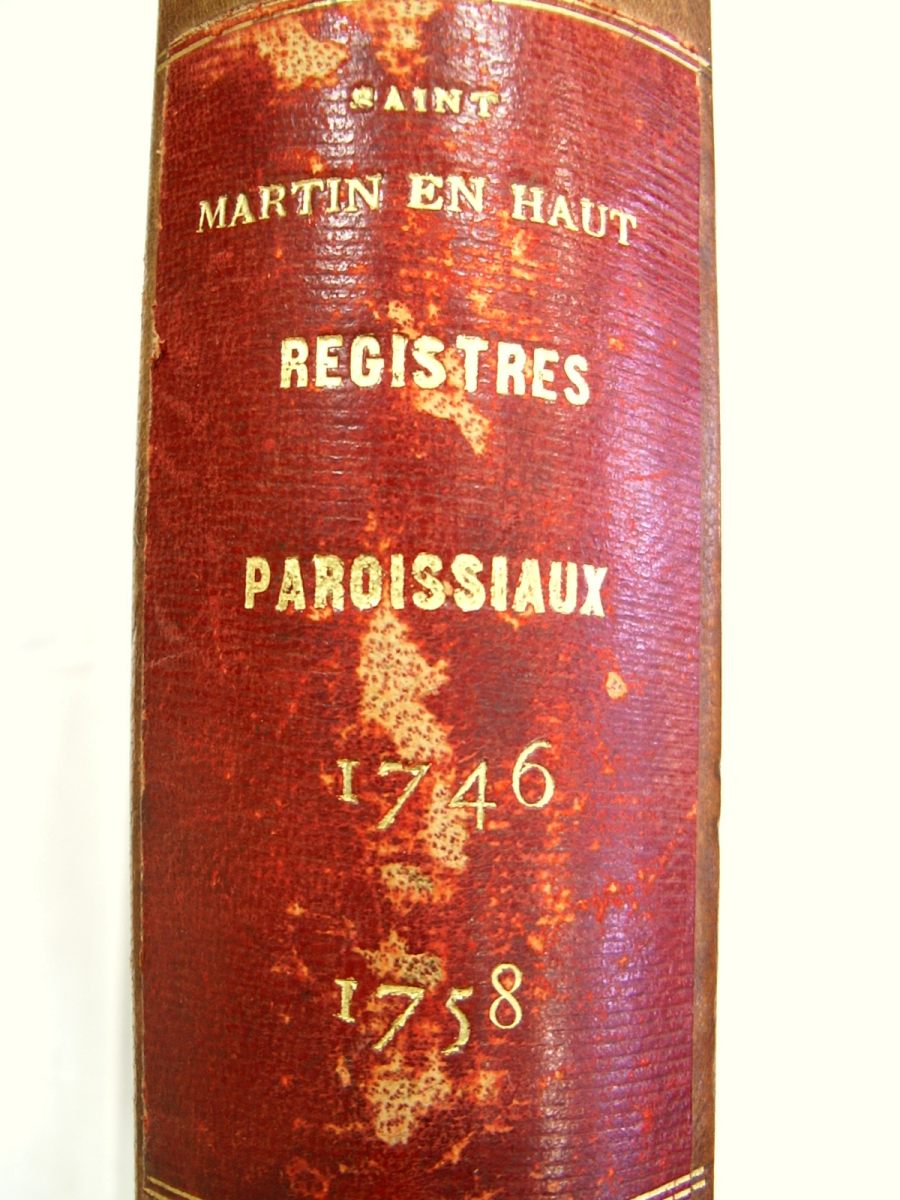 SAINT
MARTIN EN HAUT
REGISTRES
PAROISSIAUX
1746
1758